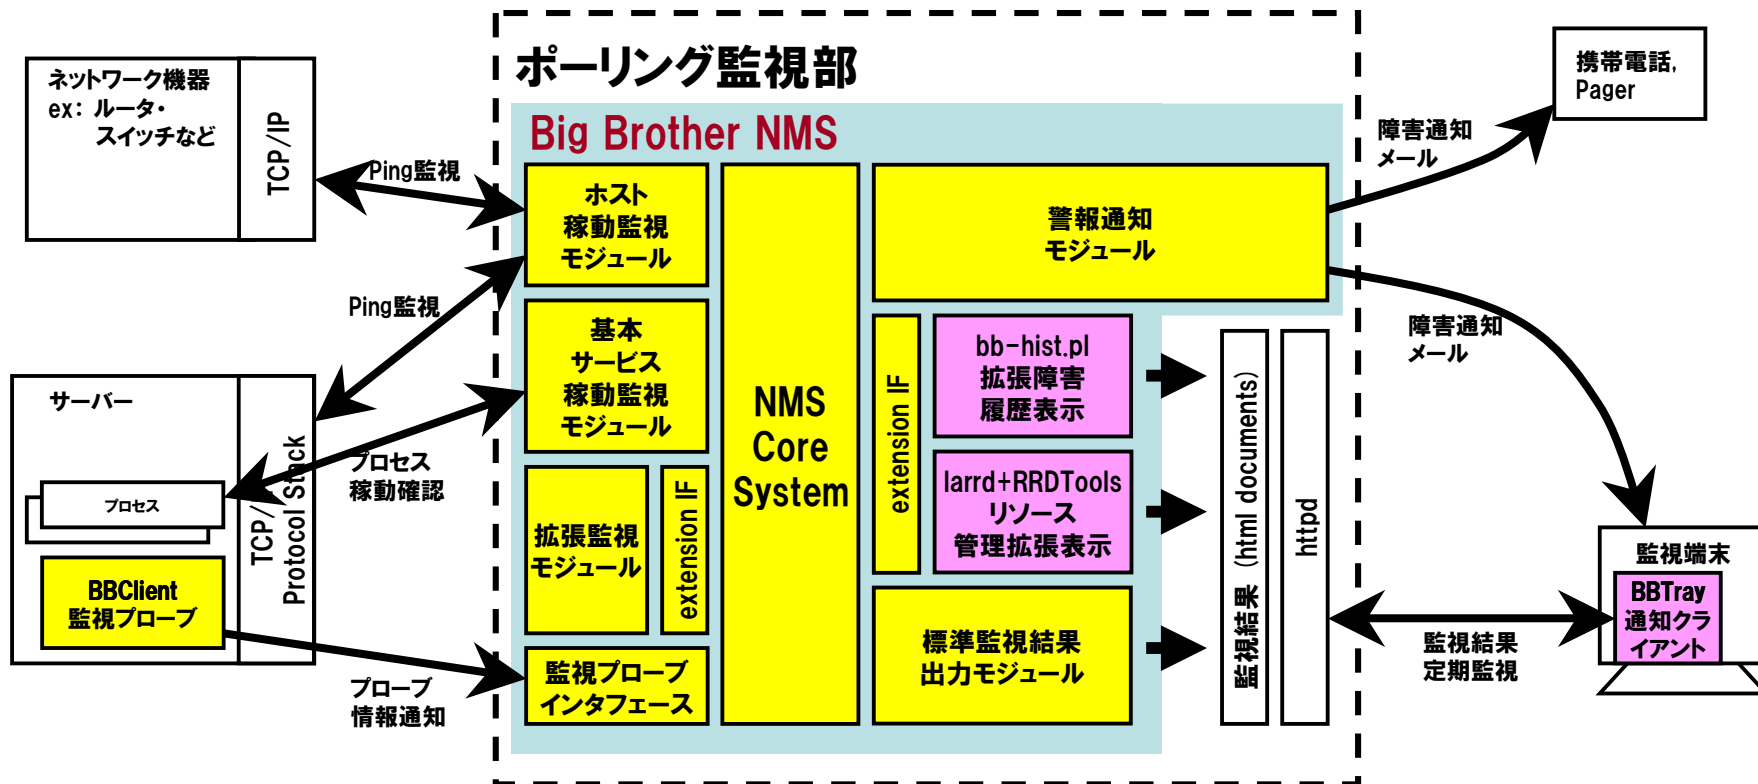 ポーリング監視部
Big Brother NMS
ネットワーク機器
ex: ルータ・
スイッチなど
TCP/IP
Ping監視
Ping監視
サーバー
プロセス
BBClient
監視プローブ
TCP/
Protocol Stack
プロセス
稼動確認
プローブ
情報通知
ホスト
稼動監視
モジュール
基本
サービス
稼動監視
モジュール
拡張監視
モジュール
extension IF
監視プローブ
インタフェース
NMS
Core
System
警報通知
モジュール
extension IF
bb-hist.pl
拡張障害
履歴表示
larrd+RRDTools
リソース
管理拡張表示
標準監視結果
出力モジュール
監視結果 (html documents)
httpd
障害通知
メール
携帯電話,
Pager
障害通知
メール
監視結果
定期監視
監視端末
BBTray
通知クラ
イアント